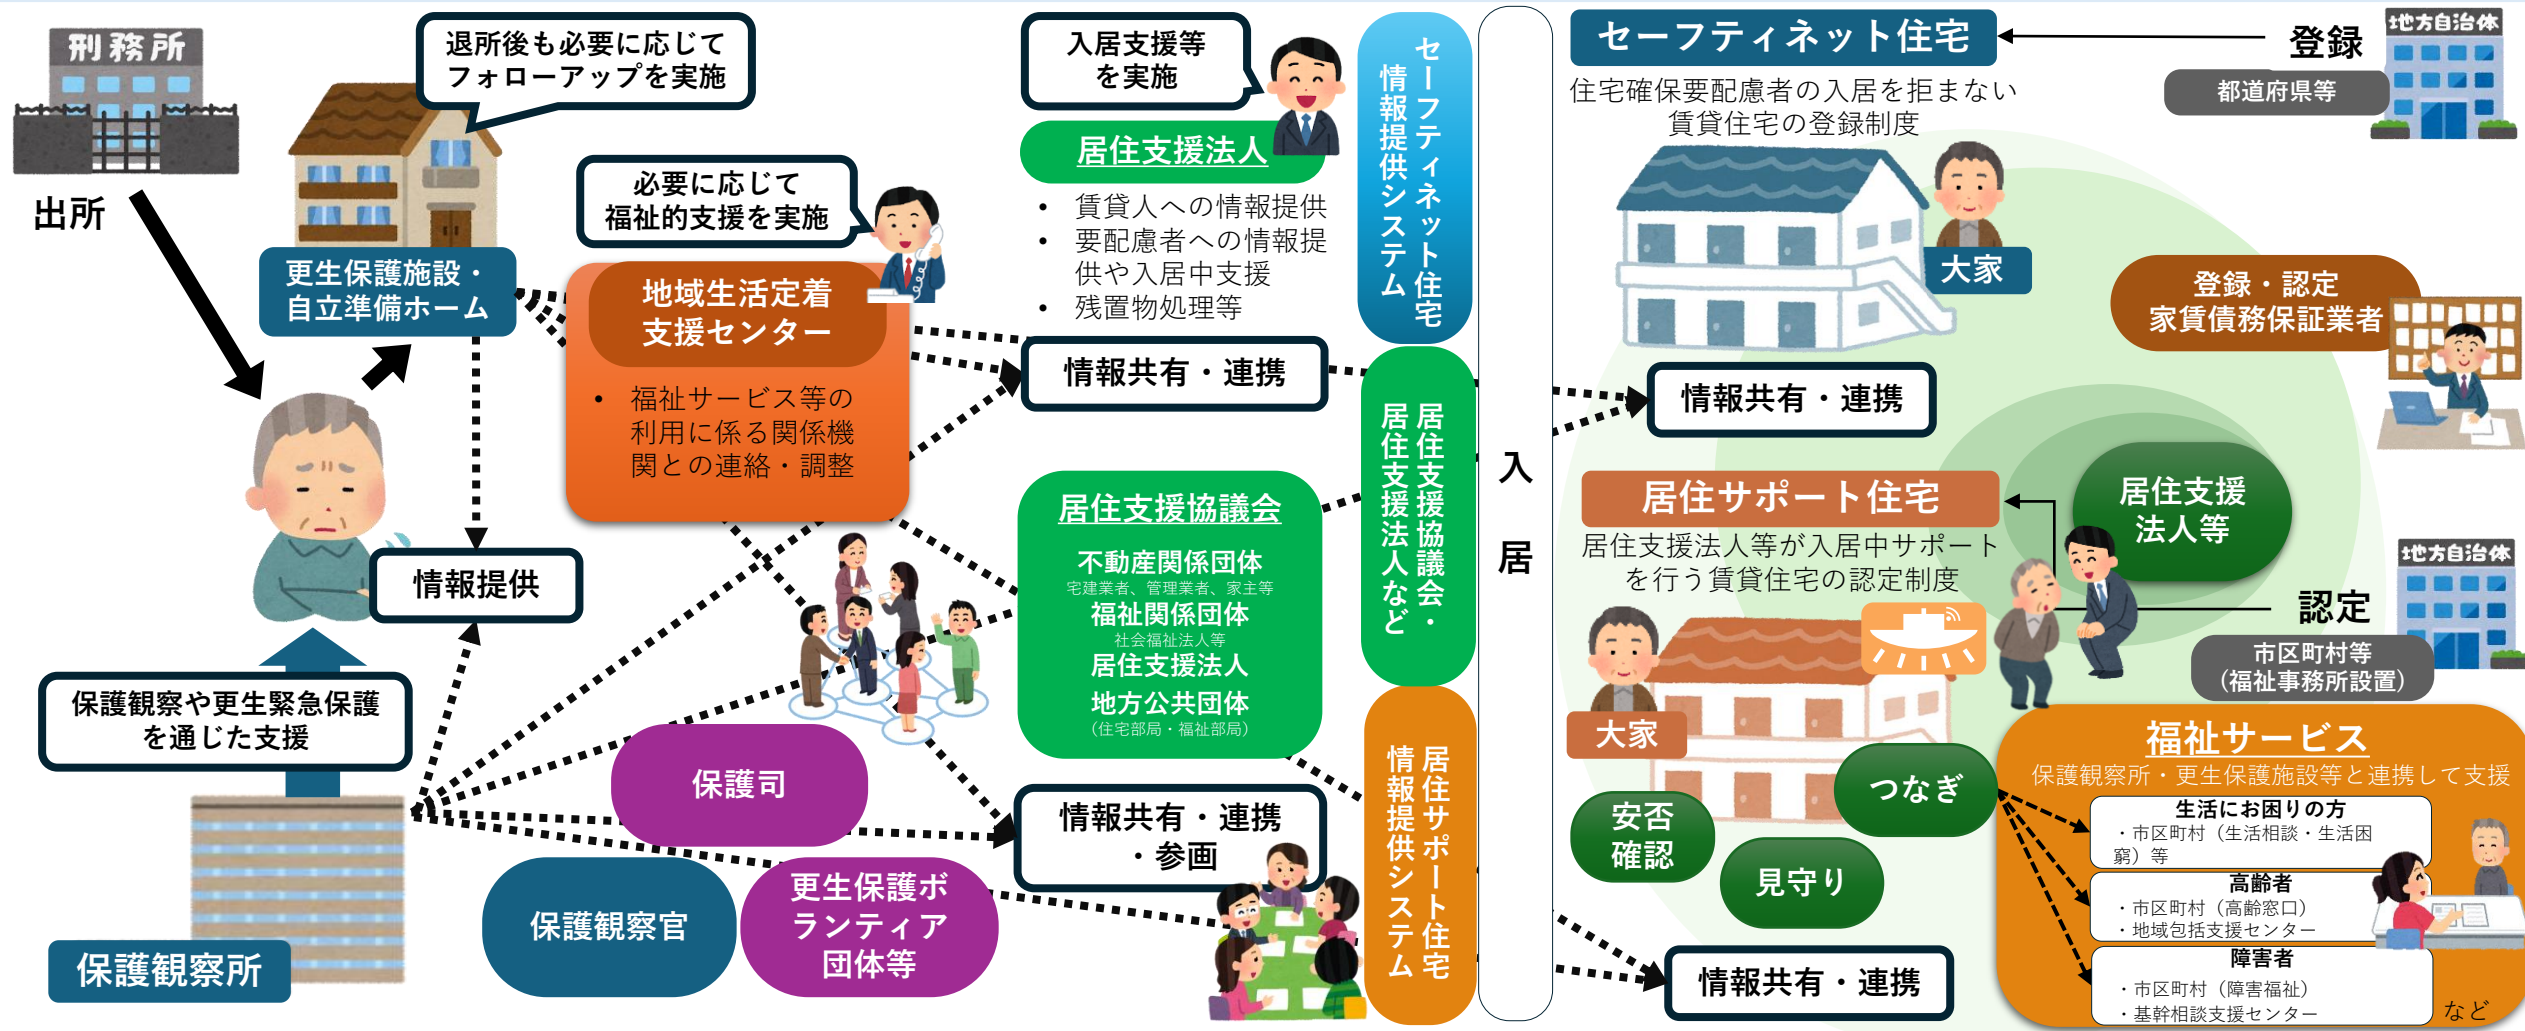 刑務所
出所
退所後も必要に応じて
フォローアップを実施
更生保護施設・
自立準備ホーム
必要に応じて
福祉的支援を実施
地域生活定着
支援センター
• 福祉サービス等の
利用に係る関係機
関との連絡・調整
情報提供
保護観察や更生緊急保護
を通じた支援
保護観察所
保護司
保護観察官
更生保護ボ
ランティア
団体等
入居支援等
を実施
居住支援法人
• 賃貸人への情報提供
• 要配慮者への情報提
供や入居中支援
• 残置物処理等
情報共有・連携
居住支援協議会
不動産関係団体
宅建業者、管理業者、家主等
福祉関係団体
社会福祉法人等
居住支援法人
地方公共団体
(住宅部局・福祉部局)
情報共有・連携
・参画
セーフティネット住宅
情報提供システム
居住支援協議会・
居住支援法人など
居住サポート住宅
情報提供システム
入居
セーフティネット住宅
登録
地方自治体
都道府県等
住宅確保要配慮者の入居を拒まない
賃貸住宅の登録制度
大家
登録・認定
家賃債務保証業者
情報共有・連携
居住サポート住宅
居住支援法人等が入居中サポート
を行う賃貸住宅の認定制度
居住支援
法人等
地方自治体
認定
市区町村等
(福祉事務所設置)
大家
つなぎ
安否
確認
見守り
情報共有・連携
福祉サービス
保護観察所・更生保護施設等と連携して支援
生活にお困りの方
・市区町村（生活相談・生活困
窮）等
高齢者
・市区町村（高齢窓口）
・地域包括支援センター
障害者
・市区町村（障害福祉）
・基幹相談支援センター
など